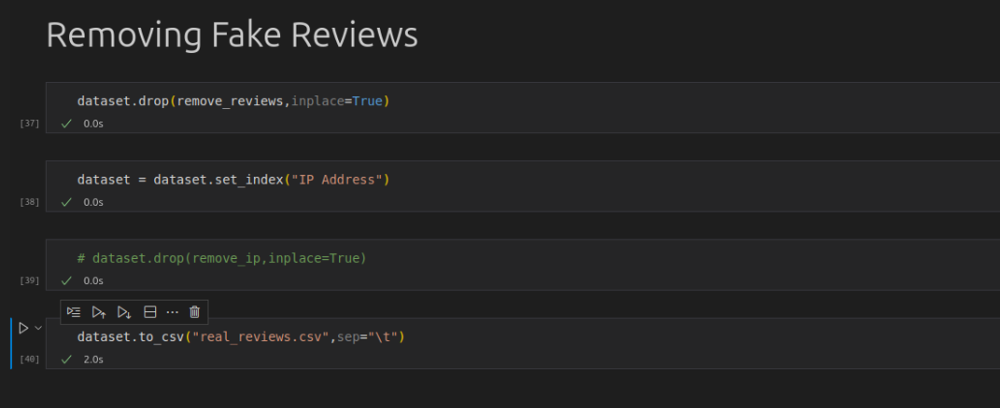 Removing Fake Reviews
dataset.drop(remove_reviews,inplace=True)
[37]
0.0s
dataset = dataset.set_index("IP Address")
[38]
0.0s
# dataset.drop(remove_ip,inplace=True)
[39]
0.0s
dataset.to_csv("real_reviews.csv",sep="\t")
[40]
2.0s